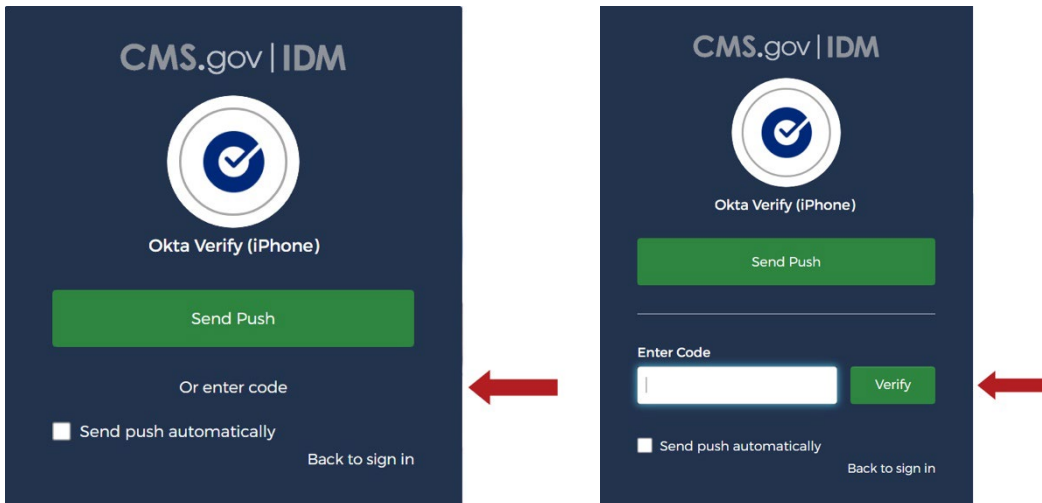 CMS.gov|IDM
Okta Verify (iPhone)
Send Push
Or enter code
Send push automatically
Back to sign in
CMS.gov|IDM
Okta Verify (iPhone)
Send Push
Enter Code
Verify
Send push automatically
Back to sign in